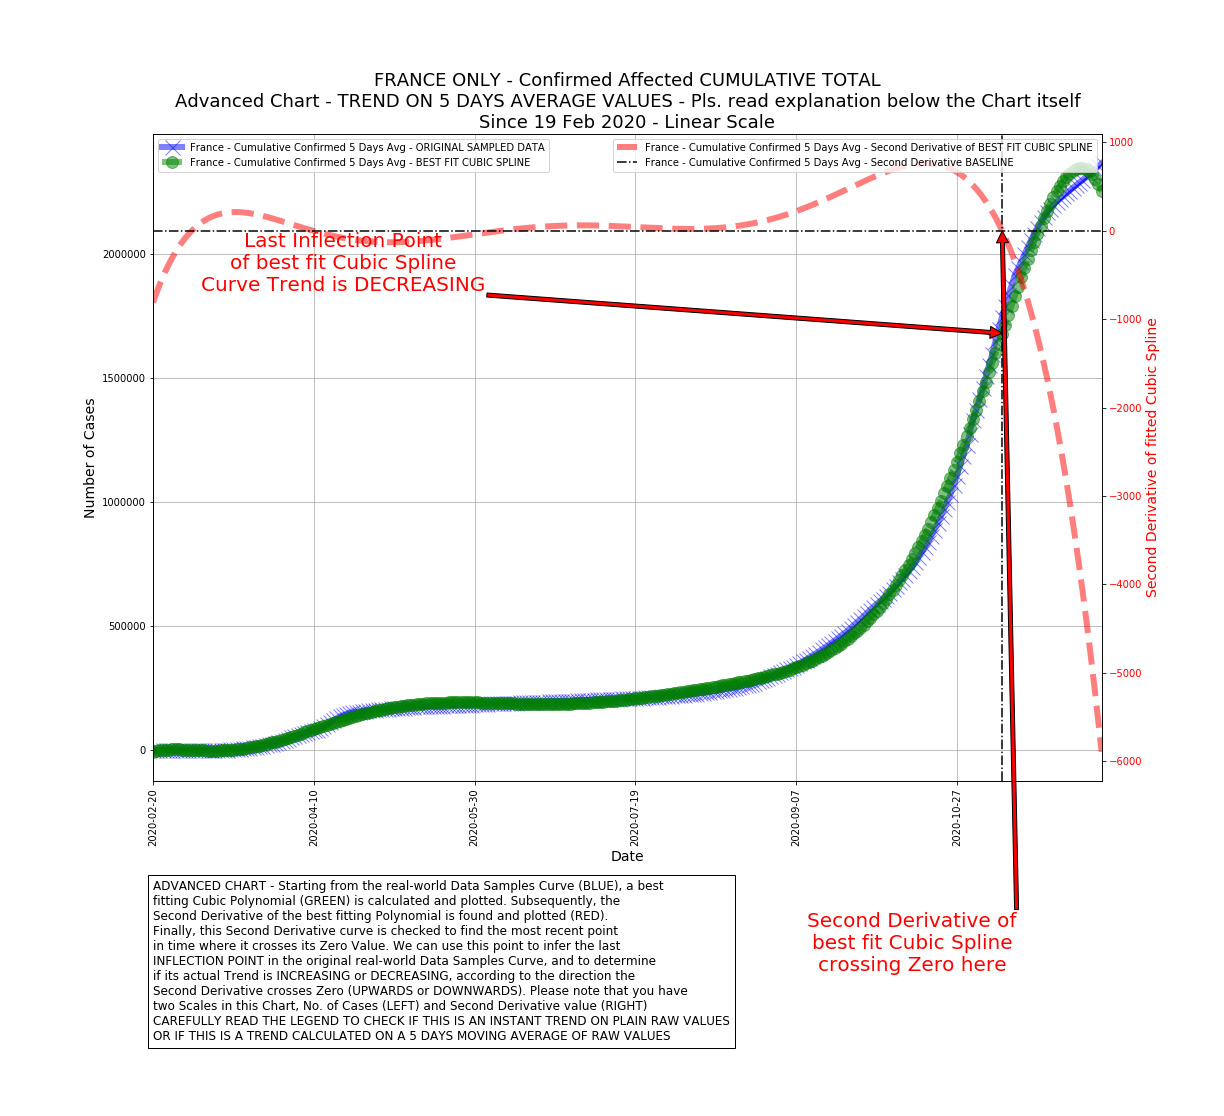 FRANCE ONLY - Confirmed Affected CUMULATIVE TOTAL
Advanced Chart - TREND ON 5 DAYS AVERAGE VALUES - Pls. read explanation below the Chart itself
Since 19 Feb 2020 - Linear Scale
France - Cumulative Confirmed 5 Days Avg - ORIGINAL SAMPLED DATA
France - Cumulative Confirmed 5 Days Avg - BEST FIT CUBIC SPLINE
France - Cumulative Confirmed 5 Days Avg - Second Derivative of BEST FIT CUBIC SPLINE
France - Cumulative Confirmed 5 Days Avg - Second Derivative BASELINE
Last Inflection Point
of best fit Cubic Spline
Curve Trend is DECREASING
Number of Cases
2000000
1500000
1000000
500000
0
1000
0
−1000
−2000
−3000
−4000
−5000
−6000
Second Derivative of fitted Cubic Spline
2020-02-20
2020-04-10
2020-05-30
2020-07-19
2020-09-07
2020-10-27
Date
Second Derivative of
best fit Cubic Spline
crossing Zero here
ADVANCED CHART - Starting from the real-world Data Samples Curve (BLUE), a best
fitting Cubic Polynomial (GREEN) is calculated and plotted. Subsequently, the
Second Derivative of the best fitting Polynomial is found and plotted (RED).
Finally, this Second Derivative curve is checked to find the most recent point
in time where it crosses its Zero Value. We can use this point to infer the last
INFLECTION POINT in the original real-world Data Samples Curve, and to determine
if its actual Trend is INCREASING or DECREASING, according to the direction the
Second Derivative crosses Zero (UPWARDS or DOWNWARDS). Please note that you have
two Scales in this Chart, No. of Cases (LEFT) and Second Derivative value (RIGHT)
CAREFULLY READ THE LEGEND TO CHECK IF THIS IS AN INSTANT TREND ON PLAIN RAW VALUES
OR IF THIS IS A TREND CALCULATED ON A 5 DAYS MOVING AVERAGE OF RAW VALUES